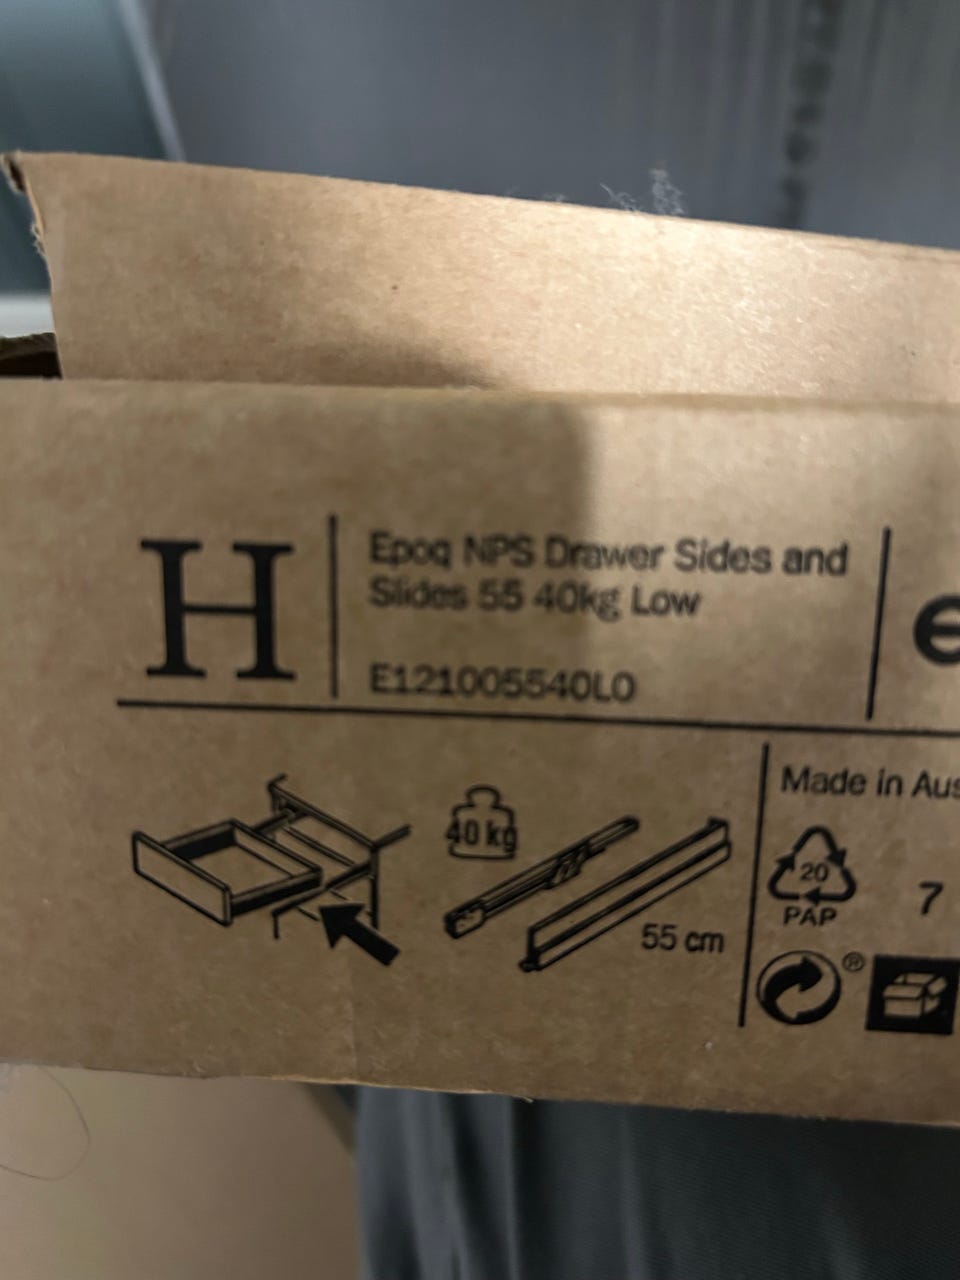 H
Epoq NPS Drawer Sides and
Slides 55 40kg Low
E121005540LO
40 kg
55 cm
Made in
20
PAP
7
®